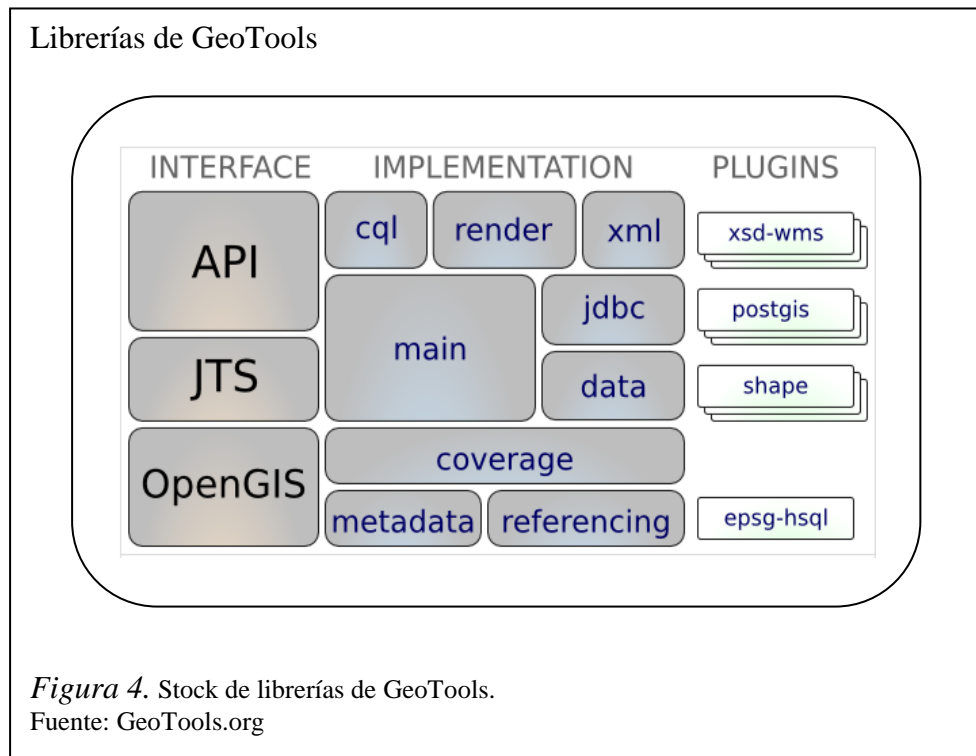 Librerías de GeoTools
INTERFACE IMPLEMENTATION PLUGINS
API
JTS
OpenGIS
cql render xml
main
jdbc
data
coverage
metadata referencing
xsd-wms
postgis
shape
epsg-hsql
Figura 4. Stock de librerías de GeoTools.
Fuente: GeoTools.org